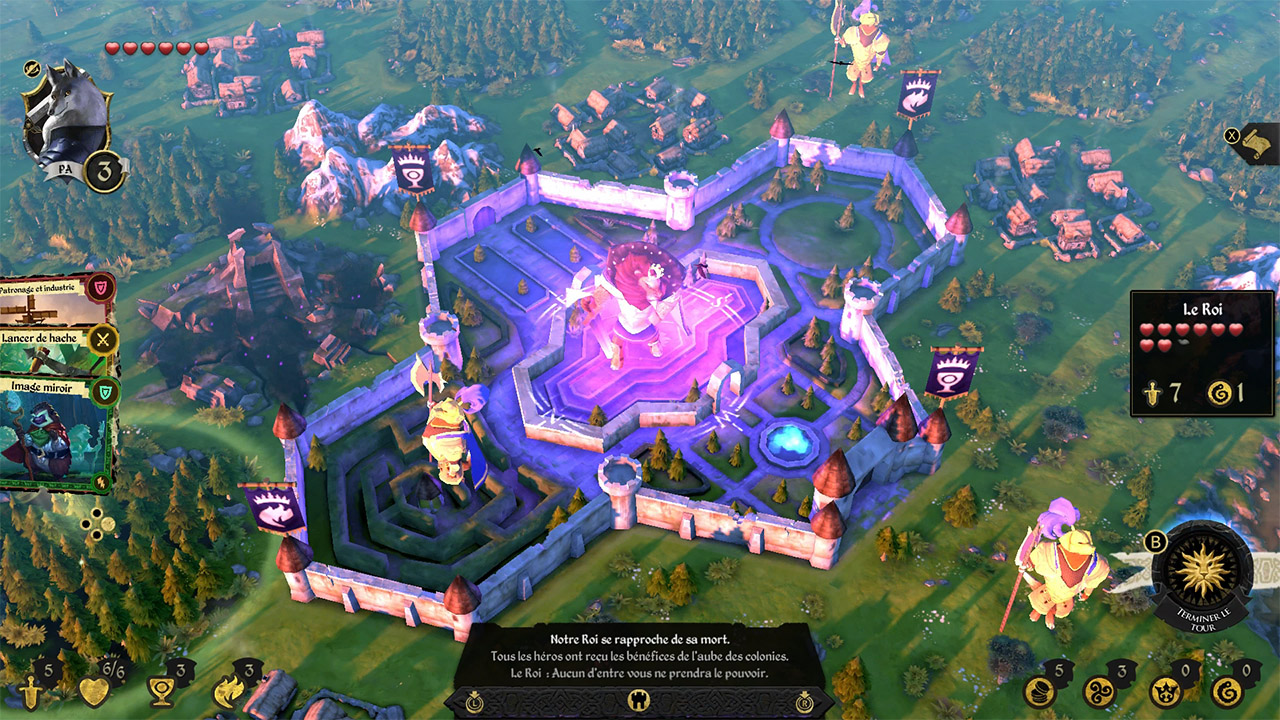 X
PA
3
Patronage et industrie
Lancer de hache
Image miroir
Le Roi
7
1
B
TERMINER LE
TOUR
Notre Roi se rapproche de sa mort.
Tous les héros ont reçu les bénéfices de l'aube des colonies.
Le Roi : Aucun d'entre vous ne prendra le pouvoir.
5
6/6
3
3
5
3
0
0
L
R